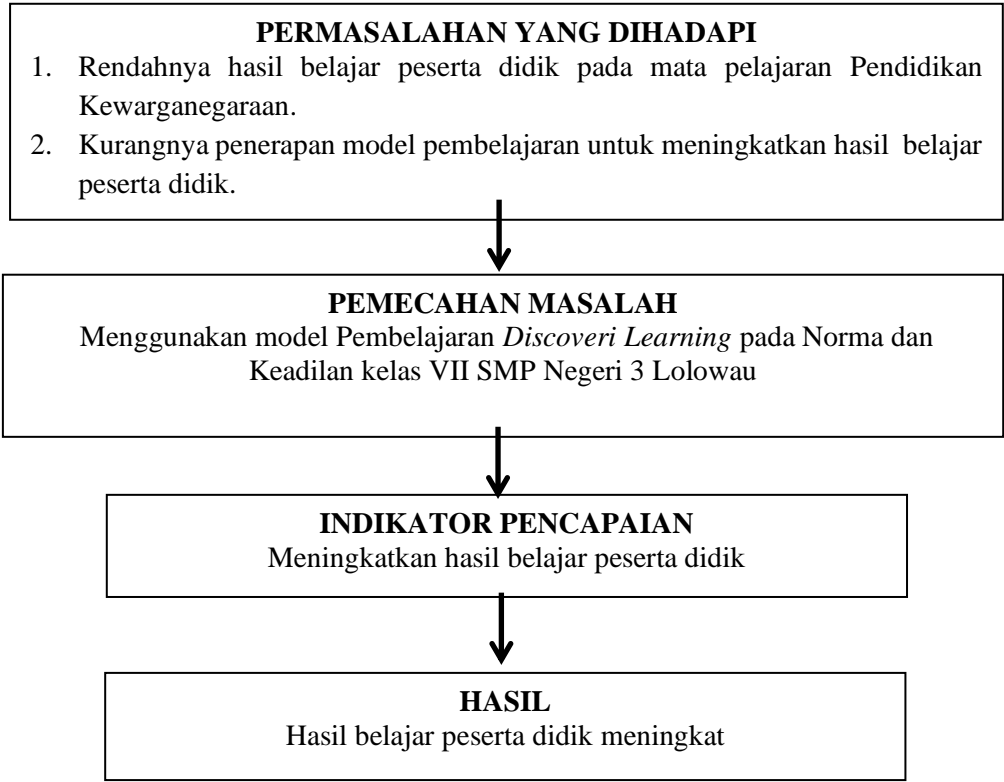 PERMASALAHAN YANG DIHADAPI
1. Rendahnya hasil belajar peserta didik pada mata pelajaran Pendidikan
Kewarganegaraan.
2. Kurangnya penerapan model pembelajaran untuk meningkatkan hasil belajar
peserta didik.
PEMECAHAN MASALAH
Menggunakan model Pembelajaran Discoveri Learning pada Norma dan
Keadilan kelas VII SMP Negeri 3 Lolowau
INDIKATOR PENCAPAIAN
Meningkatkan hasil belajar peserta didik
HASIL
Hasil belajar peserta didik meningkat